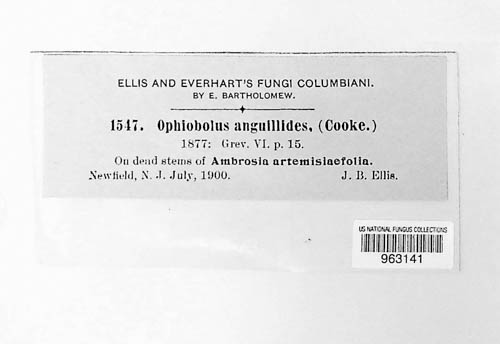 ELLIS AND EVERHART'S FUNGI COLUMBIANI.
BY E. BARTHOLOMEW.
1547. Ophiobolus anguillides, (Cooke.)
1877: Grev. VI. p. 15.
On dead stems of Ambrosia artemisiaefolia.
Newfield, N. J. July, 1900. J. B. Ellis.
US NATIONAL FUNGUS COLLECTIONS
963141